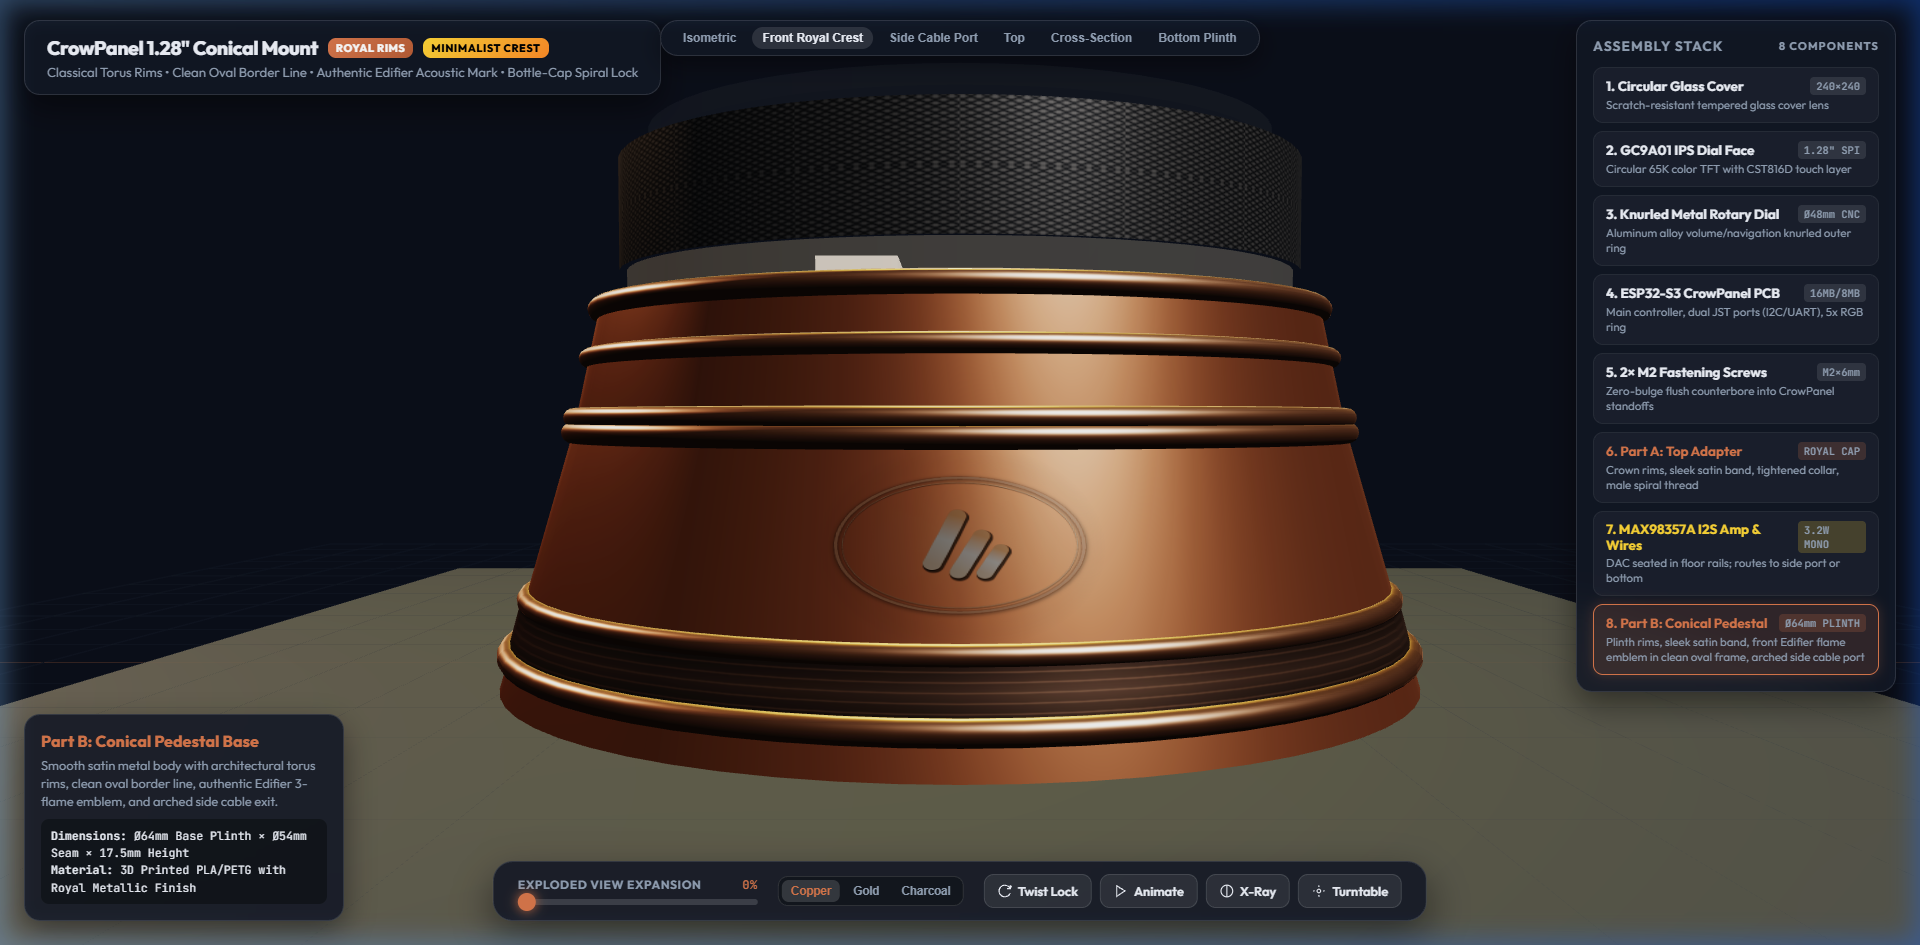 CrowPanel 1.28" Conical Mount ROYAL RIMS MINIMALIST CREST
Classical Torus Rims • Clean Oval Border Line • Authentic Edifier Acoustic Mark • Bottle-Cap Spiral Lock
Isometric Front Royal Crest Side Cable Port Top Cross-Section Bottom Plinth
ASSEMBLY STACK 8 COMPONENTS
1. Circular Glass Cover 240×240
Scratch-resistant tempered glass cover lens
2. GC9A01 IPS Dial Face 1.28" SPI
Circular 65K color TFT with CST816D touch layer
3. Knurled Metal Rotary Dial Ø48mm CNC
Aluminum alloy volume/navigation knurled outer
ring
4. ESP32-S3 CrowPanel PCB 16MB/8MB
Main controller, dual JST ports (I2C/UART), 5x RGB
ring
5. 2× M2 Fastening Screws M2×6mm
Zero-bulge flush counterbore into CrowPanel
standoffs
6. Part A: Top Adapter ROYAL CAP
Crown rims, sleek satin band, tightened collar,
male spiral thread
7. MAX98357A I2S Amp & 3.2W
Wires MONO
DAC seated in floor rails; routes to side port or
bottom
8. Part B: Conical Pedestal Ø64mm PLINTH
Plinth rims, sleek satin band, front Edifier flame
emblem in clean oval frame, arched side cable port
Part B: Conical Pedestal Base
Smooth satin metal body with architectural torus
rims, clean oval border line, authentic Edifier 3-
flame emblem, and arched side cable exit.
Dimensions: Ø64mm Base Plinth × Ø54mm
Seam × 17.5mm Height
Material: 3D Printed PLA/PETG with
Royal Metallic Finish
EXPLODED VIEW EXPANSION 0%
Copper Gold Charcoal
Twist Lock Animate X-Ray Turntable